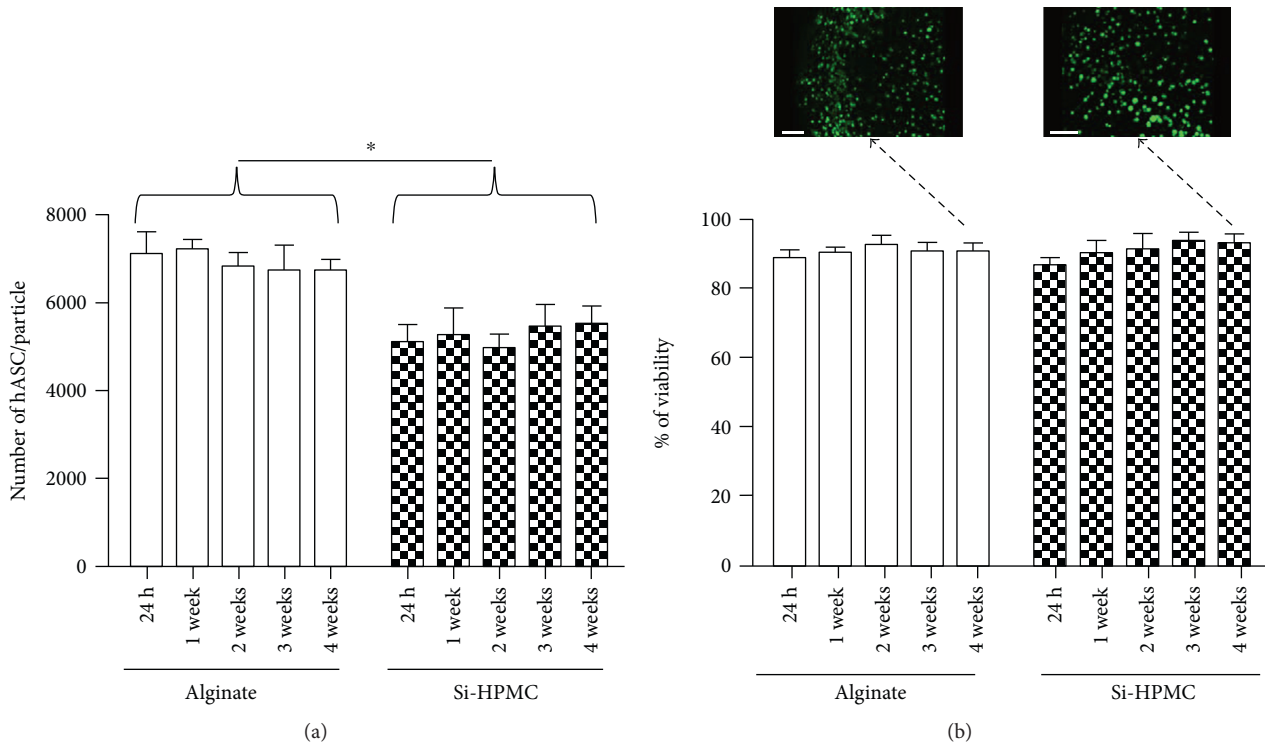 *
8000
6000
4000
2000
0
Number of hASC/particle
24 h
1 week
2 weeks
3 weeks
4 weeks
24 h
1 week
2 weeks
3 weeks
4 weeks
Alginate
Si-HPMC
(a)
100
80
60
40
20
0
% of viability
24 h
1 week
2 weeks
3 weeks
4 weeks
24 h
1 week
2 weeks
3 weeks
4 weeks
Alginate
Si-HPMC
(b)